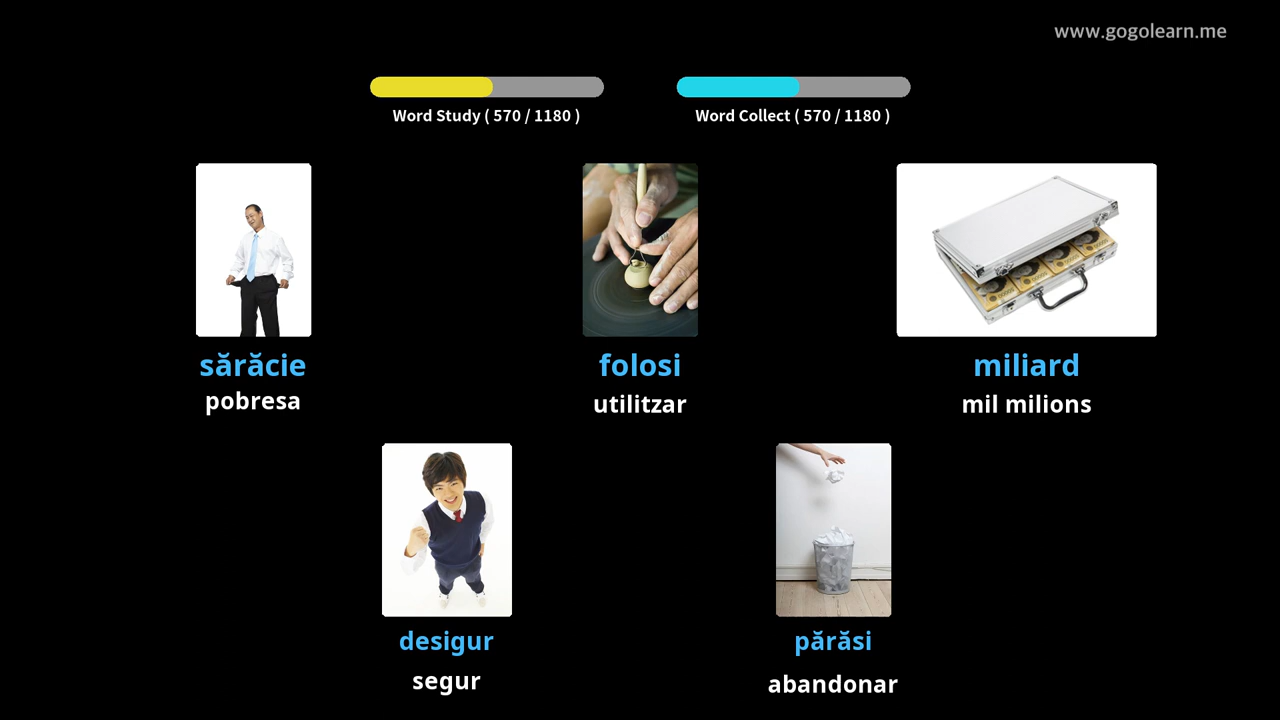 www.gogolearn.me
Word Study ( 570 / 1180 )
Word Collect ( 570 / 1180 )
sărăcie
pobresa
folosi
utilitzar
miliard
mil milions
desigur
segur
părăsi
abandonar